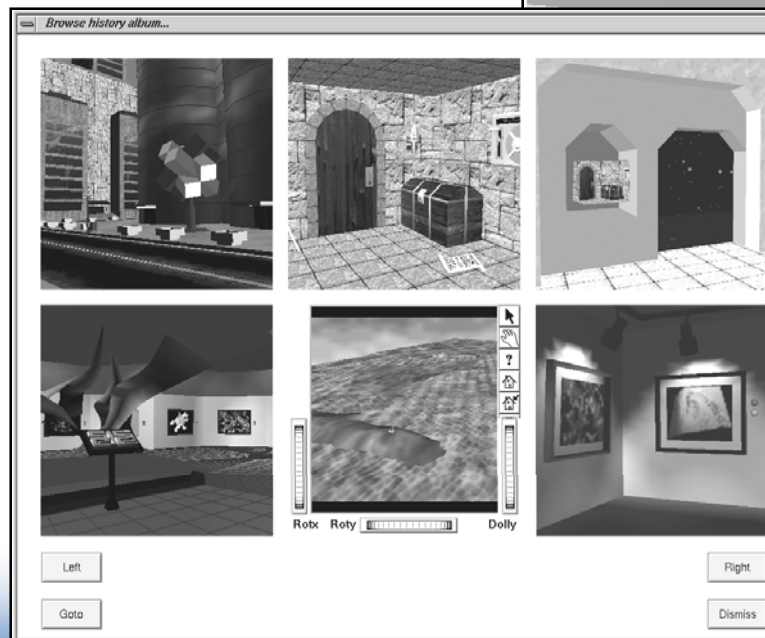 Browse history album...
?
Rotx Roty Dolly
Left Right
Goto Dismiss